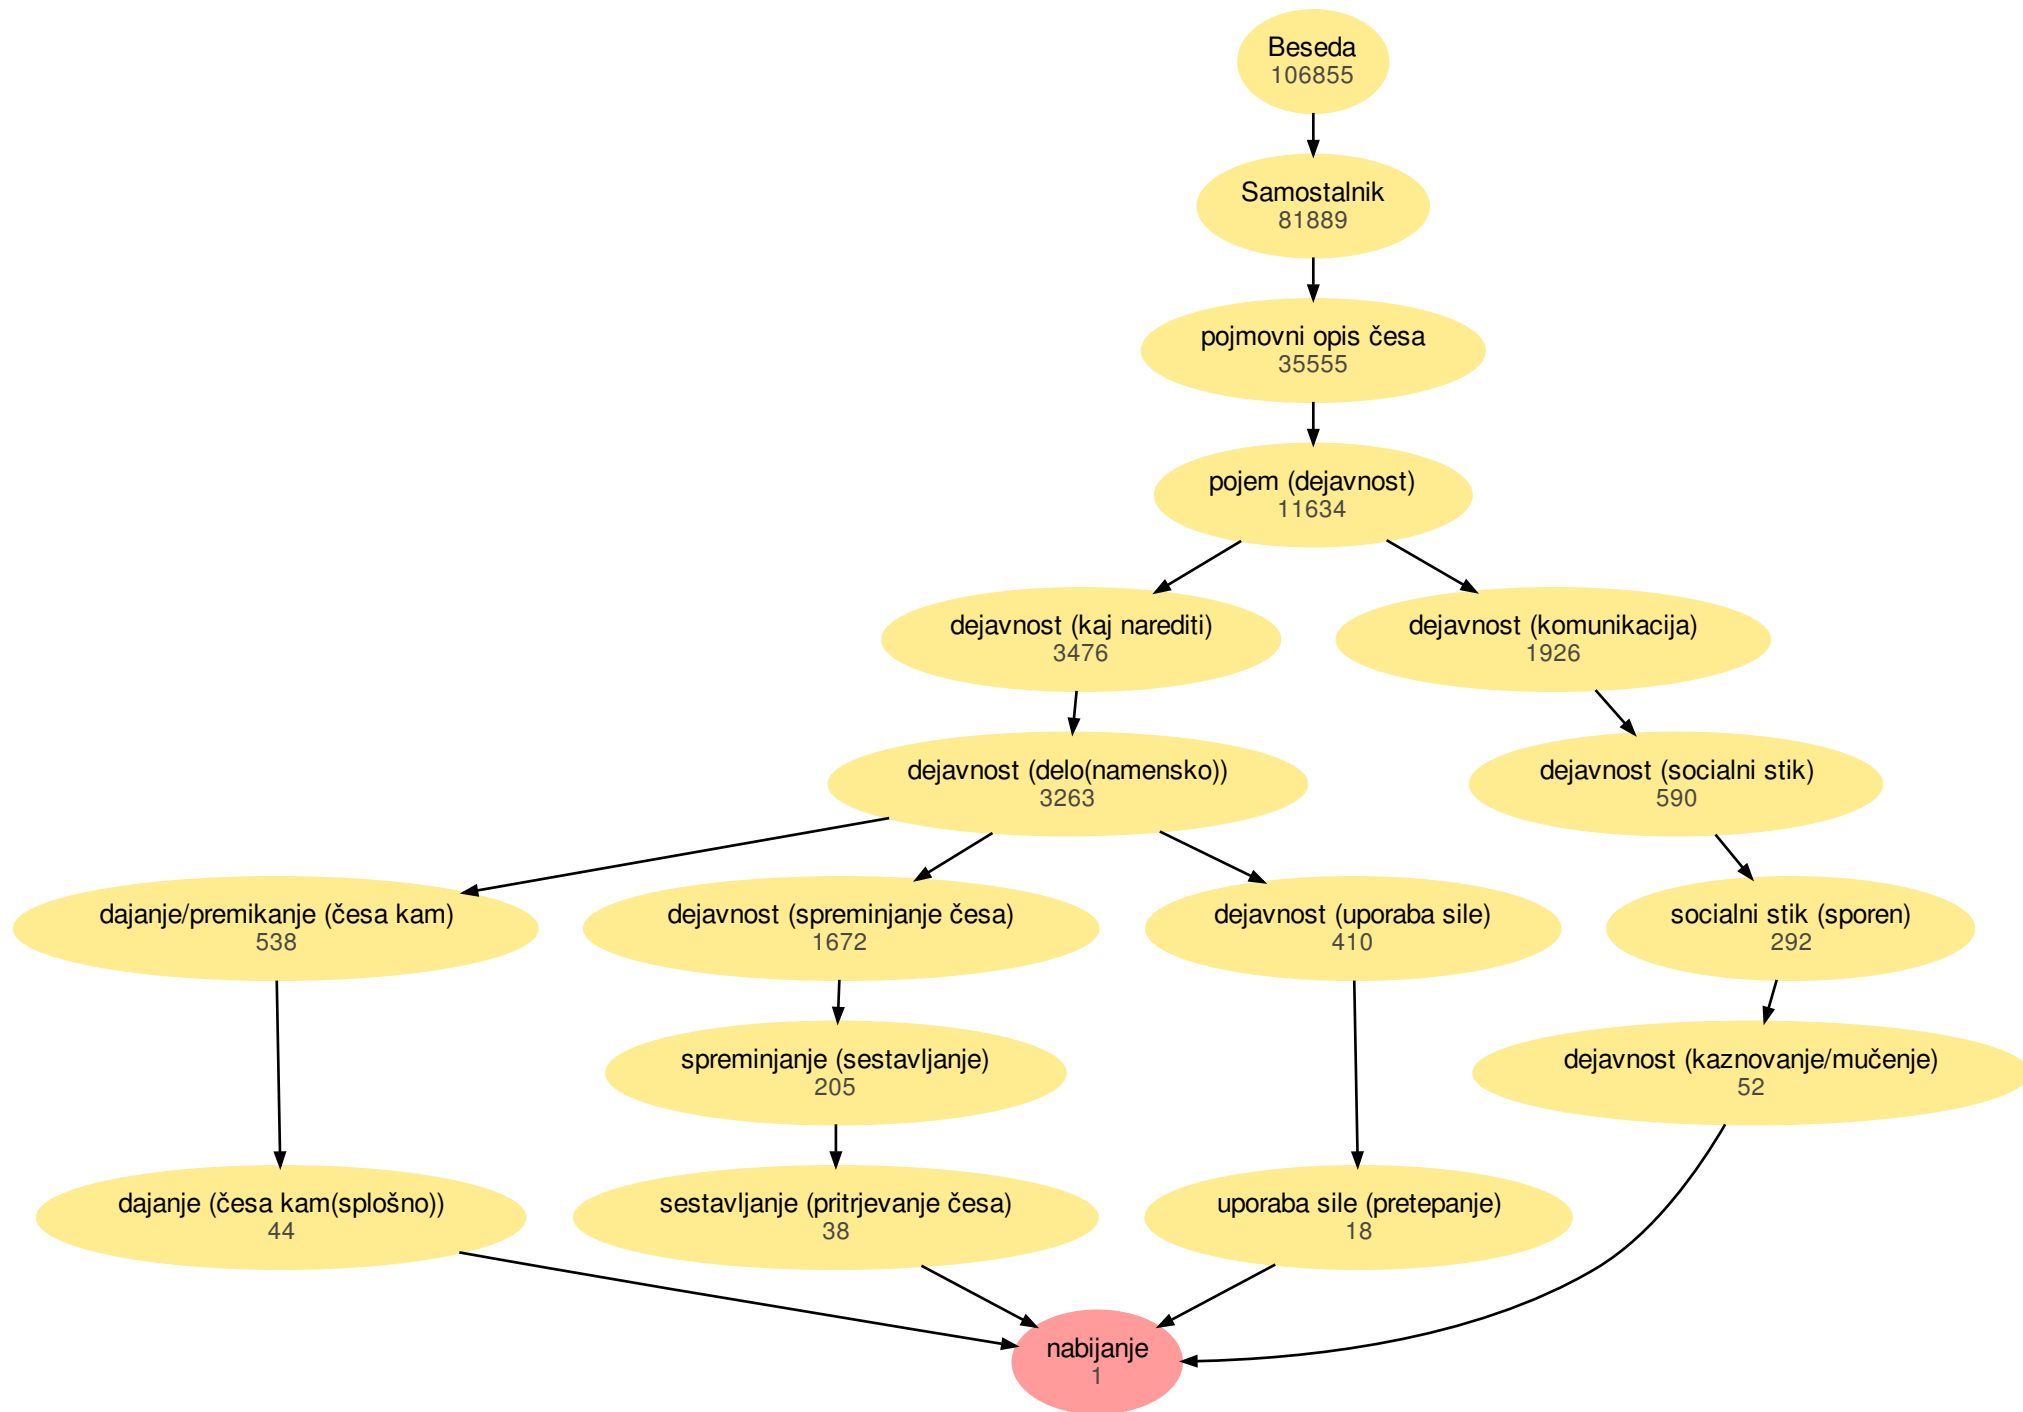 Beseda
106855
Samostalnik
81889
pojmovni opis česa
35555
pojem (dejavnost)
11634
dejavnost (kaj narediti)
3476
dejavnost (komunikacija)
1926
dejavnost (delo(namensko))
3263
dejavnost (socialni stik)
590
dajanje/premikanje (česa kam)
538
dejavnost (spreminjanje česa)
1672
dejavnost (uporaba sile)
410
socialni stik (sporen)
292
spreminjanje (sestavljanje)
205
dejavnost (kaznovanje/mučenje)
52
dajanje (česa kam(splošno))
44
sestavljanje (pritrjevanje česa)
38
uporaba sile (pretepanje)
18
nabijanje
1